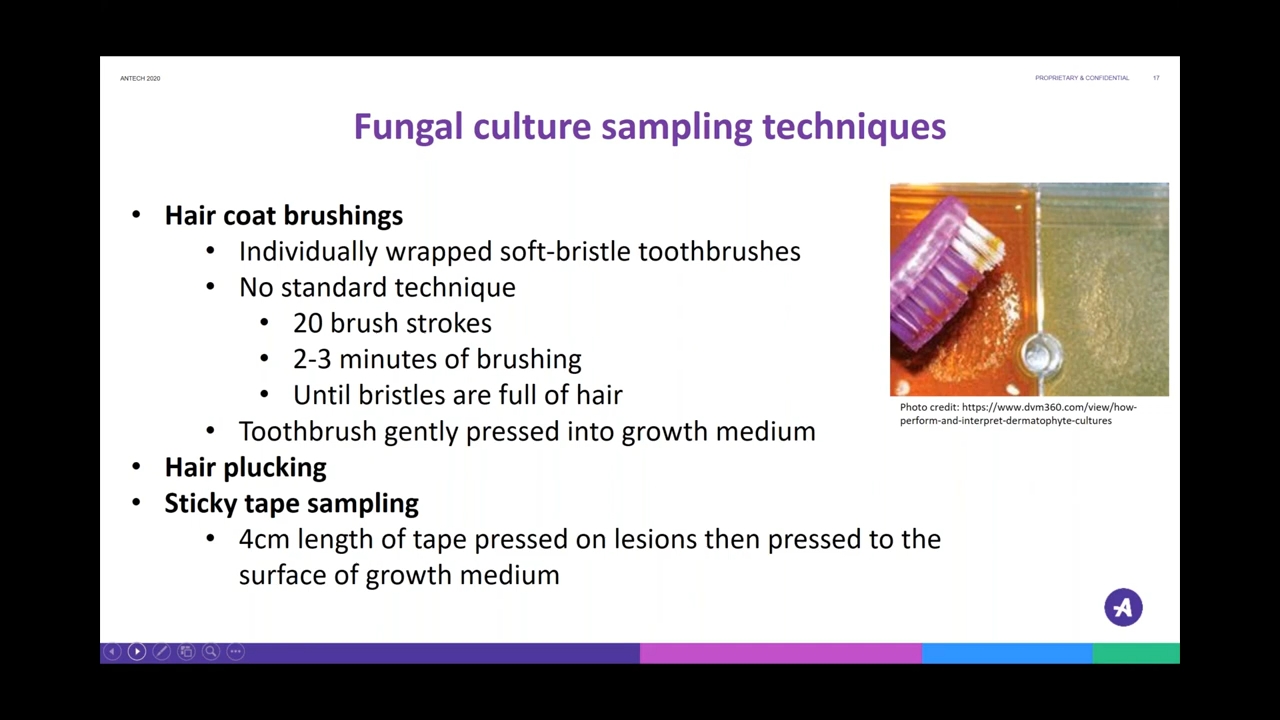 ANTECH 2020
PROPRIETARY & CONFIDENTIAL 17
Fungal culture sampling techniques
• Hair coat brushings
• Individually wrapped soft-bristle toothbrushes
• No standard technique
• 20 brush strokes
• 2-3 minutes of brushing
• Until bristles are full of hair
• Toothbrush gently pressed into growth medium
• Hair plucking
• Sticky tape sampling
• 4cm length of tape pressed on lesions then pressed to the
surface of growth medium
Photo credit: https://www.dvm360.com/view/how-
perform-and-interpret-dermatophyte-cultures
A